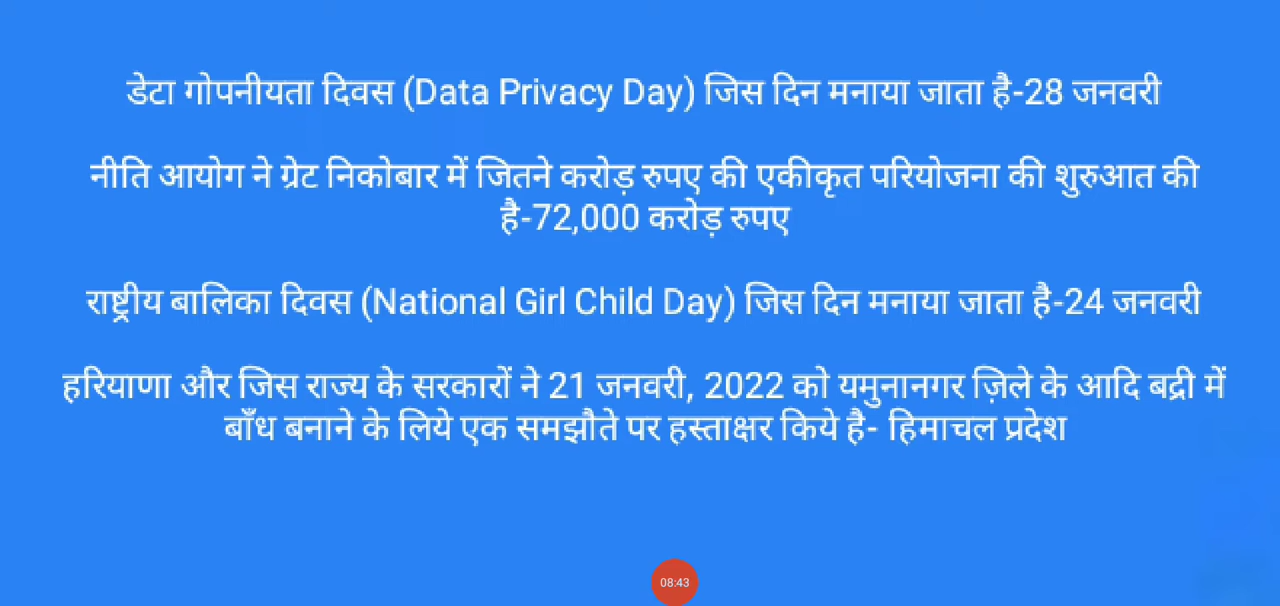 डेटा गोपनीयता दिवस (Data Privacy Day) जिस दिन मनाया जाता है-28 जनवरी
नीति आयोग ने ग्रेट निकोबार में जितने करोड़ रुपए की एकीकृत परियोजना की शुरुआत की
है-72,000 करोड़ रुपए
राष्ट्रीय बालिका दिवस (National Girl Child Day) जिस दिन मनाया जाता है-24 जनवरी
हरियाणा और जिस राज्य के सरकारों ने 21 जनवरी, 2022 को यमुनानगर ज़िले के आदि बद्री में
बाँध बनाने के लिये एक समझौते पर हस्ताक्षर किये है- हिमाचल प्रदेश
08:43